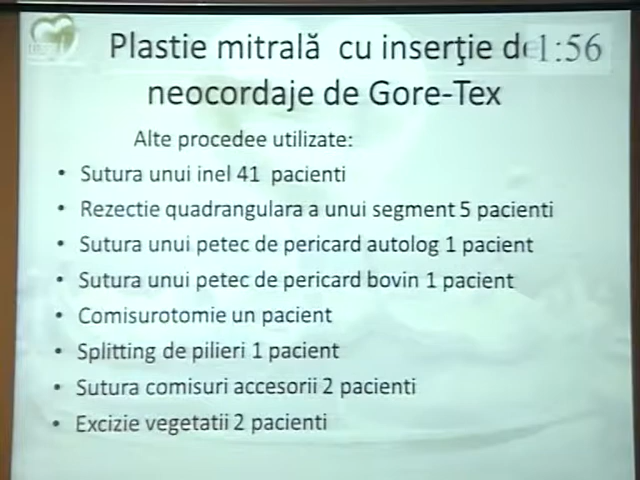 Plastie mitrală cu inserţie de 1:56
neocordaje de Gore-Tex
Alte procedee utilizate:
• Sutura unui inel 41 pacienti
• Rezectie quadrangulara a unui segment 5 pacienti
• Sutura unui petec de pericard autolog 1 pacient
• Sutura unui petec de pericard bovin 1 pacient
• Comisurotomie un pacient
• Splitting de pilieri 1 pacient
• Sutura comisuri accesorii 2 pacienti
• Excizie vegetatii 2 pacienti